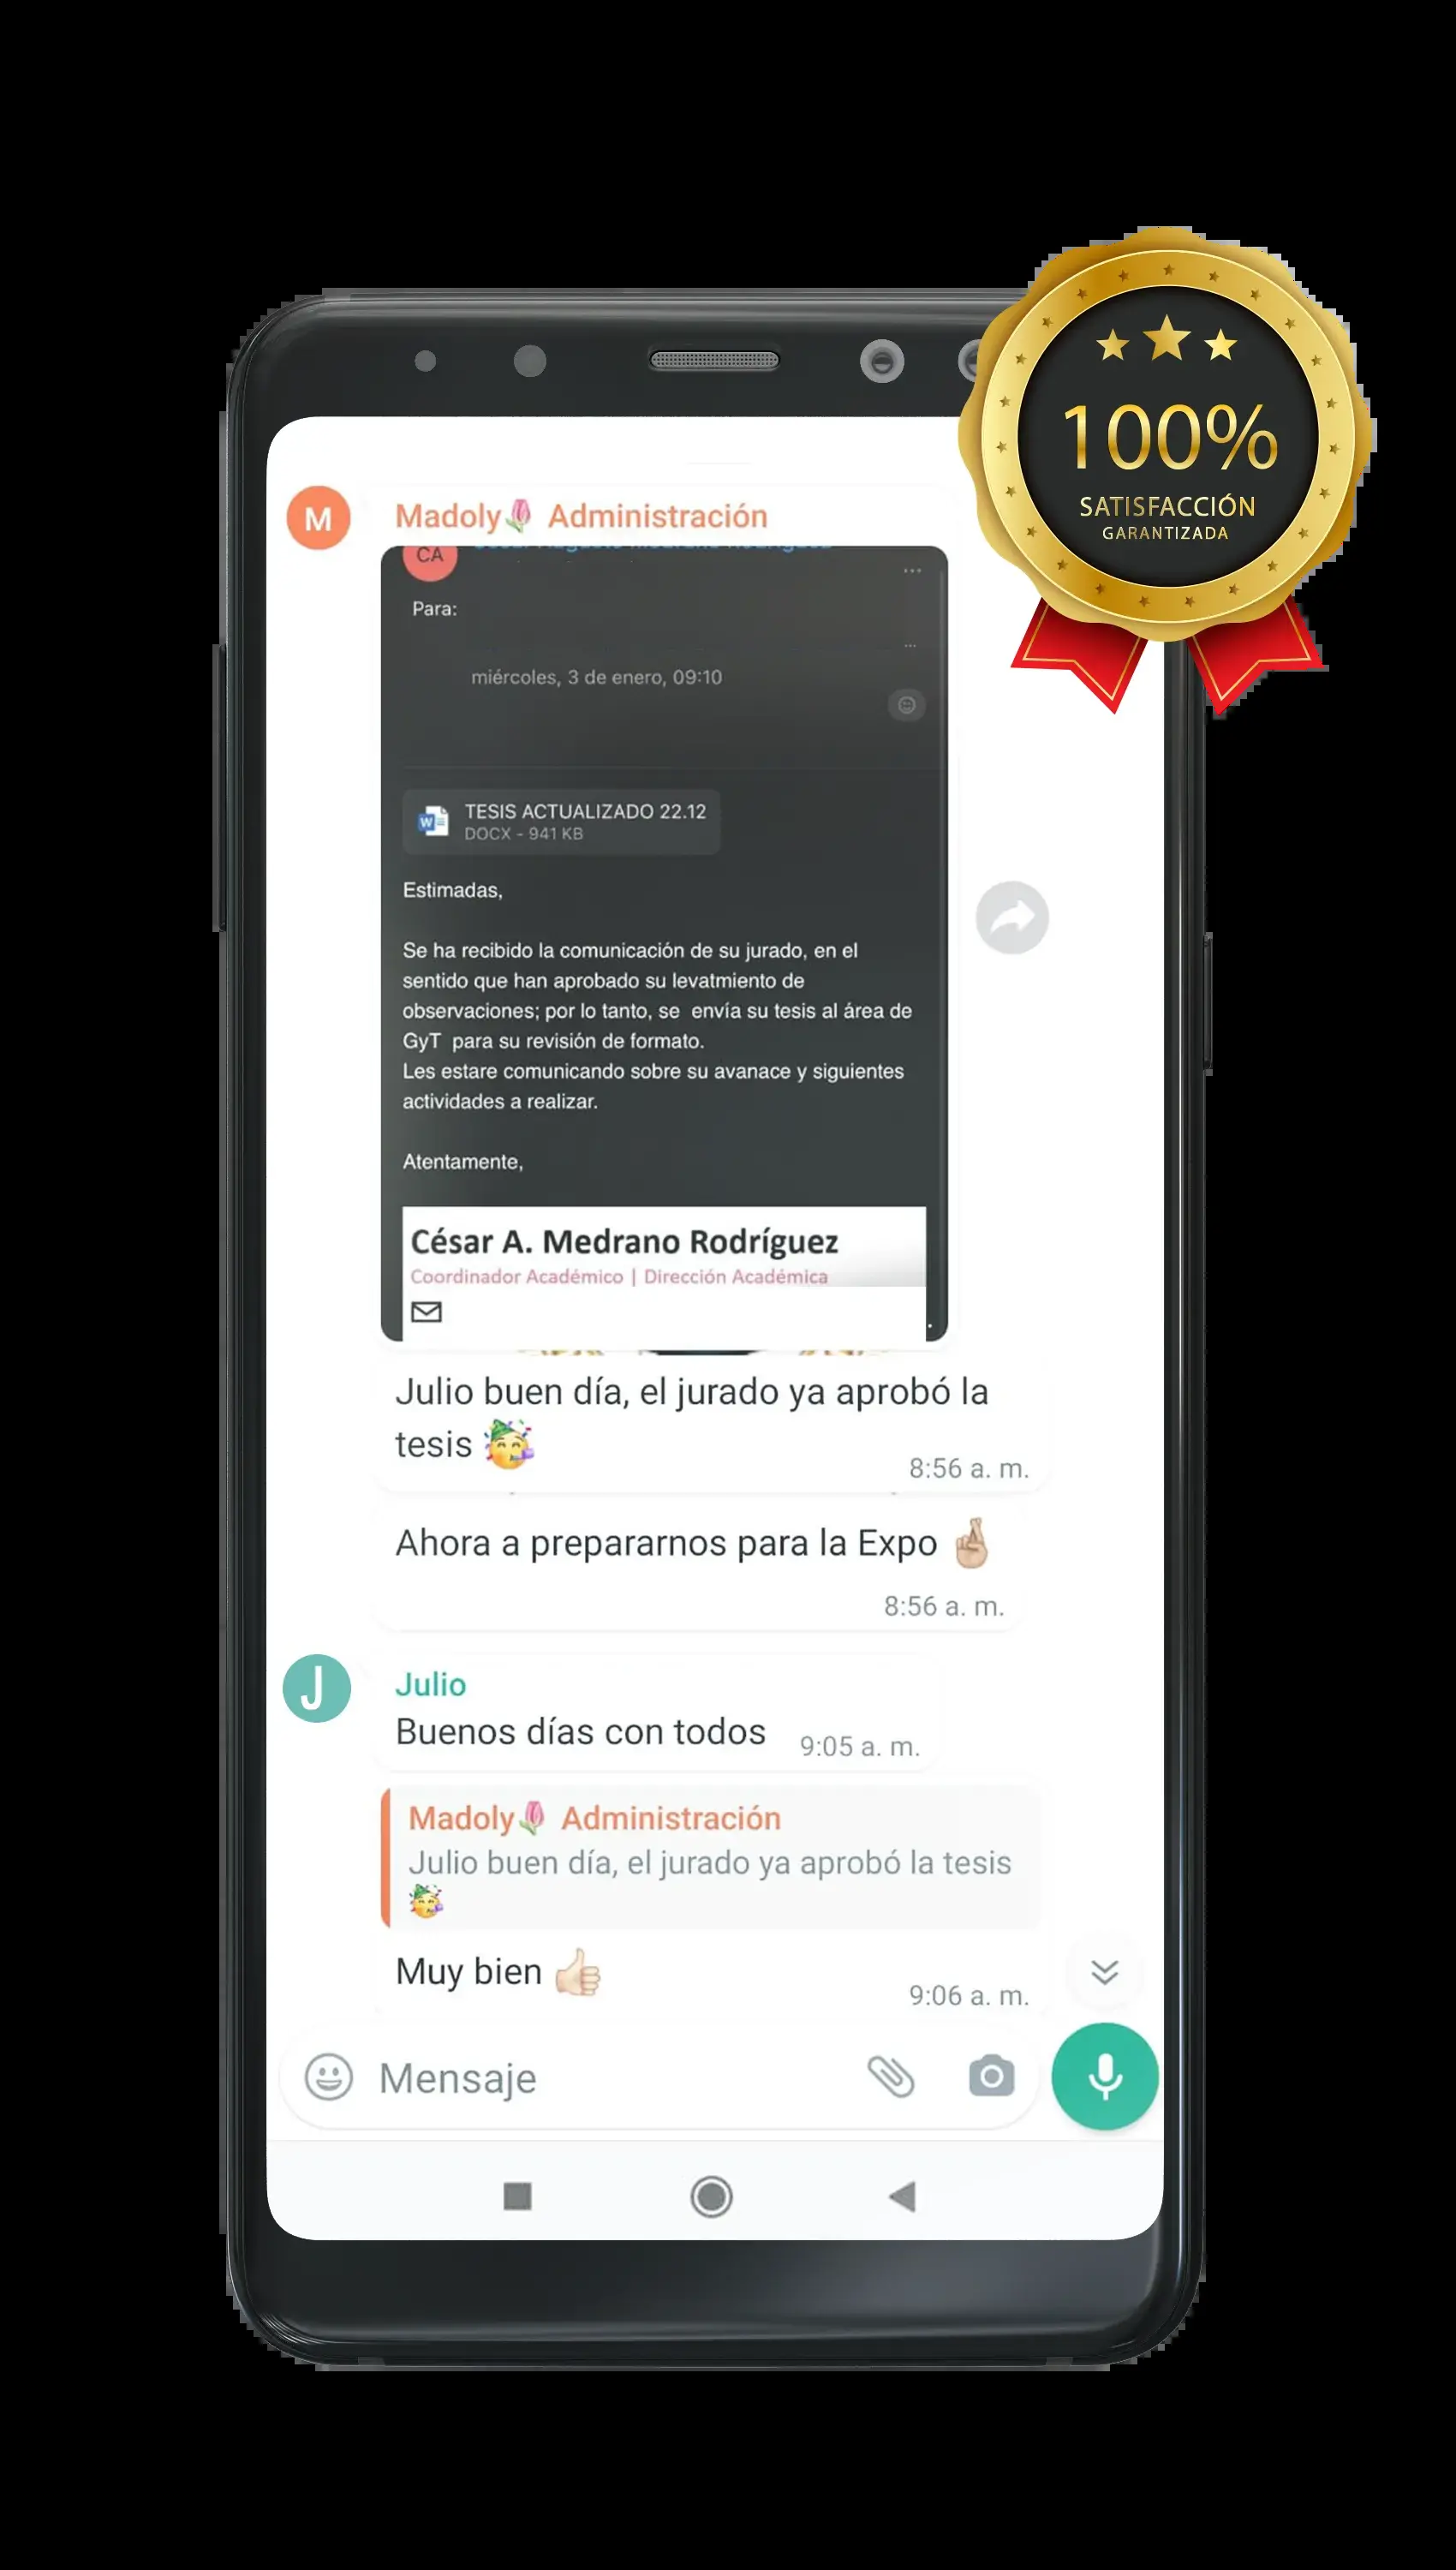 100%
SATISFACCIÓN
GARANTIZADA
M
Madoly🌷 Administración
CA
Para:
miércoles, 3 de enero, 09:10
TESIS ACTUALIZADO 22.12
DOCX - 941 KB
Estimadas,
Se ha recibido la comunicación de su jurado, en el
sentido que han aprobado su levatmiento de
observaciones; por lo tanto, se envía su tesis al área de
GyT para su revisión de formato.
Les estare comunicando sobre su avanace y siguientes
actividades a realizar.
Atentamente,
César A. Medrano Rodríguez
Coordinador Académico | Dirección Académica
Julio buen día, el jurado ya aprobó la
tesis 🥳
8:56 a. m.
Ahora a prepararnos para la Expo 🤞🏼
8:56 a. m.
J
Julio
Buenos días con todos
9:05 a. m.
Madoly🌷 Administración
Julio buen día, el jurado ya aprobó la tesis
🥳
Muy bien 👍🏻
9:06 a. m.
Mensaje